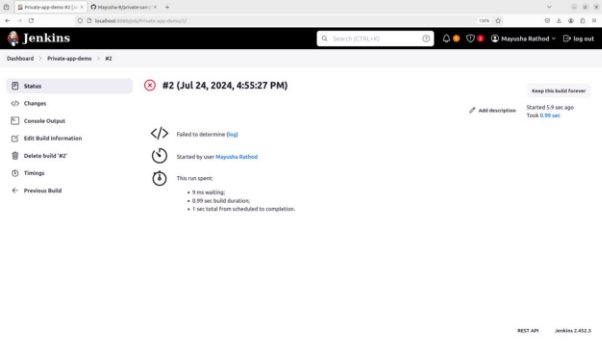 Private-app-demo #2 [J
Mayusha-4/private-san
localhost:8080/job/Private-app-demo/2/
120%
Jenkins
Search (CTRL+K)
Mayusha Rathod
log out
Dashboard > Private-app-demo > #2
Status
Changes
Console Output
Edit Build Information
Delete build '#2'
Timings
Previous Build
#2 (Jul 24, 2024, 4:55:27 PM)
Keep this build forever
Add description
Started 5.9 sec ago
Took 0.99 sec
Failed to determine (log)
Started by user Mayusha Rathod
This run spent:
• 9 ms waiting;
• 0.99 sec build duration;
• 1 sec total from scheduled to completion.
REST API
Jenkins 2.452.3